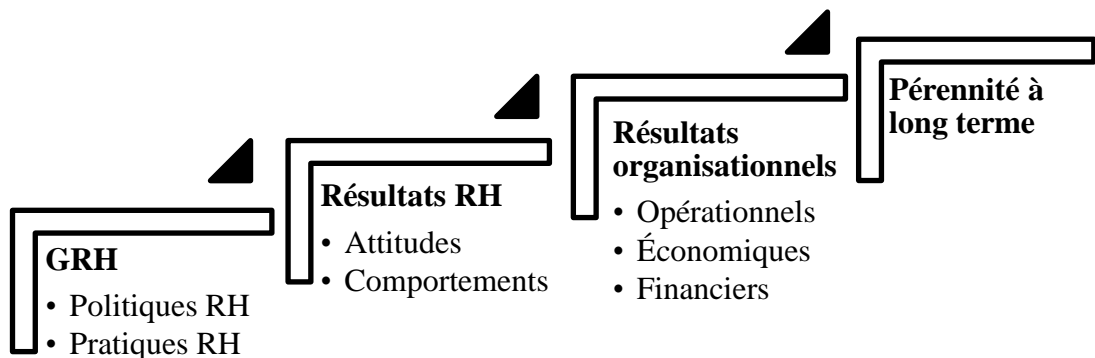 GRH
• Politiques RH
• Pratiques RH
Résultats RH
• Attitudes
• Comportements
Résultats
organisationnels
• Opérationnels
• Économiques
• Financiers
Pérennité à
long terme